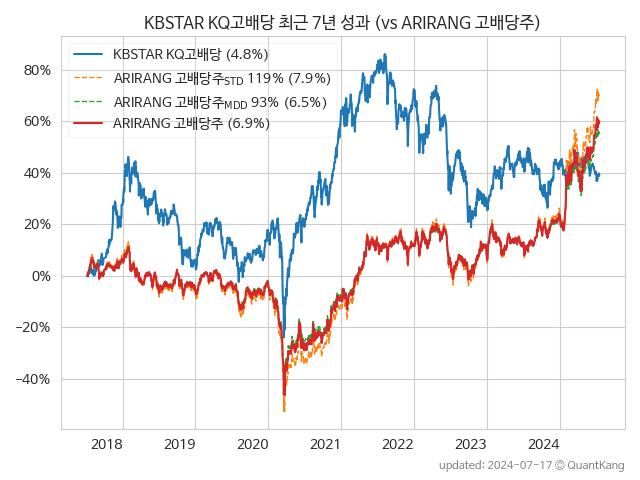 KBSTAR KQ고배당 최근 7년 성과 (vs ARIRANG 고배당주)
KBSTAR KQ고배당 (4.8%)
ARIRANG 고배당주STD 119% (7.9%)
ARIRANG 고배당주MDD 93% (6.5%)
ARIRANG 고배당주 (6.9%)
80%
60%
40%
20%
0%
−20%
−40%
2018 2019 2020 2021 2022 2023 2024
updated: 2024-07-17 © QuantKang